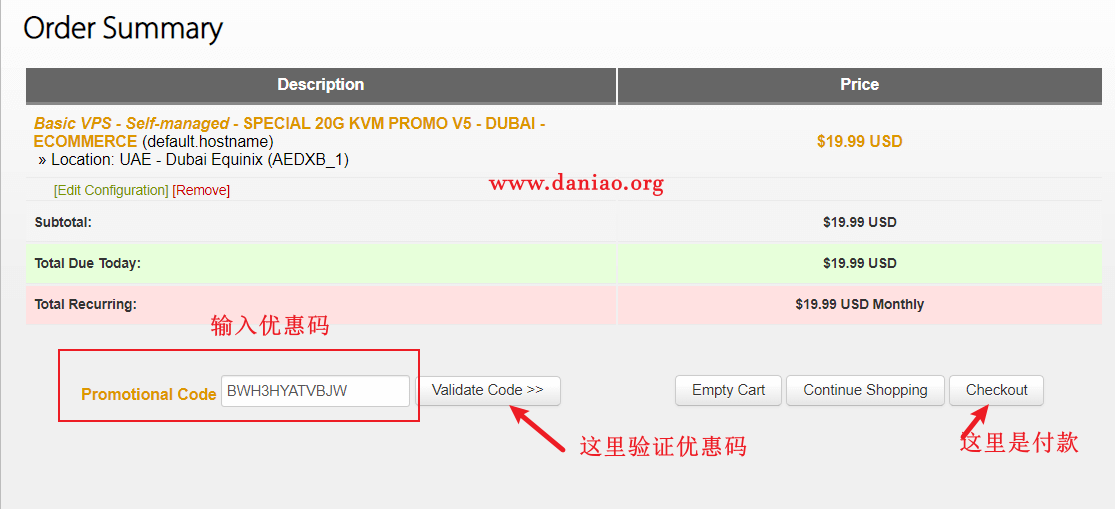 Order Summary
Description Price
Basic VPS - Self-managed - SPECIAL 20G KVM PROMO V5 - DUBAI -
ECOMMERCE (default.hostname) $19.99 USD
» Location: UAE - Dubai Equinix (AEDXB_1)
[Edit Configuration] [Remove]
www.daniao.org
Subtotal: $19.99 USD
Total Due Today: $19.99 USD
Total Recurring: $19.99 USD Monthly
输入优惠码
Promotional Code BWH3HYATVBJW Validate Code >> Empty Cart Continue Shopping Checkout
这里验证优惠码
这里是付款